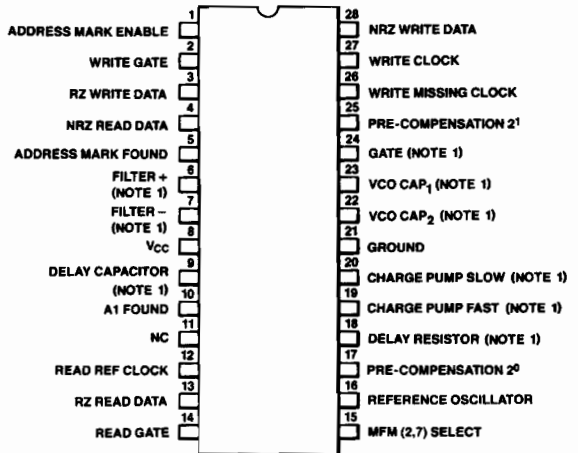 1
ADDRESS MARK ENABLE
2
WRITE GATE
3
RZ WRITE DATA
4
NRZ READ DATA
5
ADDRESS MARK FOUND
6
FILTER +
(NOTE 1)
7
FILTER –
(NOTE 1)
8
VCC
9
DELAY CAPACITOR
(NOTE 1)
10
A1 FOUND
11
NC
12
READ REF CLOCK
13
RZ READ DATA
14
READ GATE
28
NRZ WRITE DATA
27
WRITE CLOCK
26
WRITE MISSING CLOCK
25
PRE-COMPENSATION 2¹
24
GATE (NOTE 1)
23
VCO CAP₁ (NOTE 1)
22
VCO CAP₂ (NOTE 1)
21
GROUND
20
CHARGE PUMP SLOW (NOTE 1)
19
CHARGE PUMP FAST (NOTE 1)
18
DELAY RESISTOR (NOTE 1)
17
PRE-COMPENSATION 2⁰
16
REFERENCE OSCILLATOR
15
MFM (2,7) SELECT